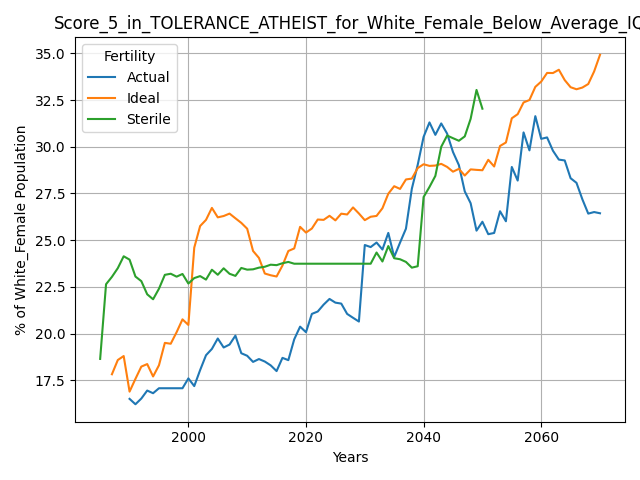 Score_5_in_TOLERANCE_ATHEIST_for_White_Female_Below_Average_IQ
35.0
32.5
30.0
27.5
25.0
22.5
20.0
17.5
% of White_Female Population
Fertility
Actual
Ideal
Sterile
2000
2020
2040
2060
Years